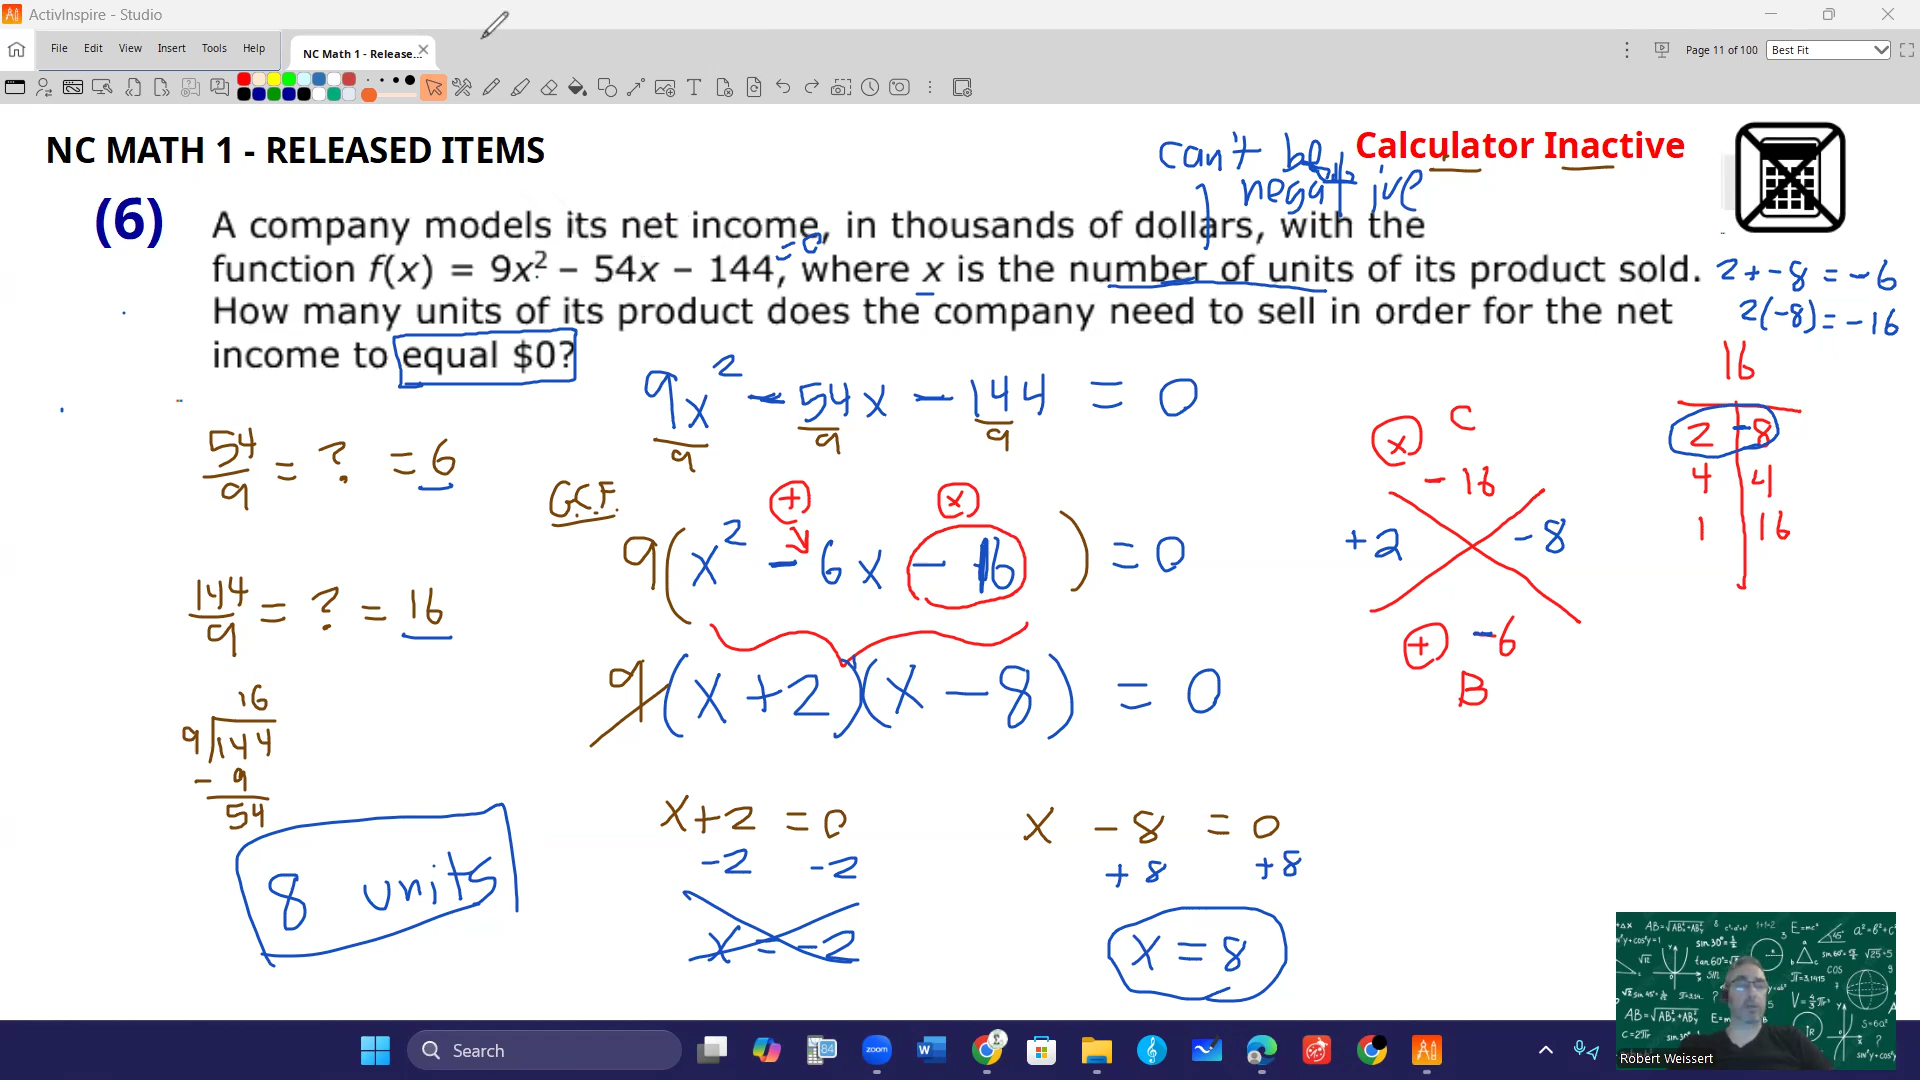 ActivInspire - Studio
File Edit View Insert Tools Help
NC Math 1 - Release...
Page 11 of 100
Best Fit
NC MATH 1 - RELEASED ITEMS
can't be
negative
Calculator Inactive
(6)
A company models its net income, in thousands of dollars, with the
= 0
function f(x) = 9x² – 54x – 144, where x is the number of units of its product sold.
How many units of its product does the company need to sell in order for the net
income to equal $0?
2 + -8 = -6
2(-8) = -16
9x² - 54x - 144 = 0
9 9 9
54/9 = ? = 6
G.C.F.
+ x
9(x² - 6x - 16) = 0
144/9 = ? = 16
9(x + 2)(x - 8) = 0
16
9 144
- 9
54
8 units
x + 2 = 0
-2 -2
x = -2
x - 8 = 0
+8 +8
x = 8
x C
-16
+2 -8
+ -6
B
16
2 -8
4 4
1 16
Robert Weissert
Search
84
zoom